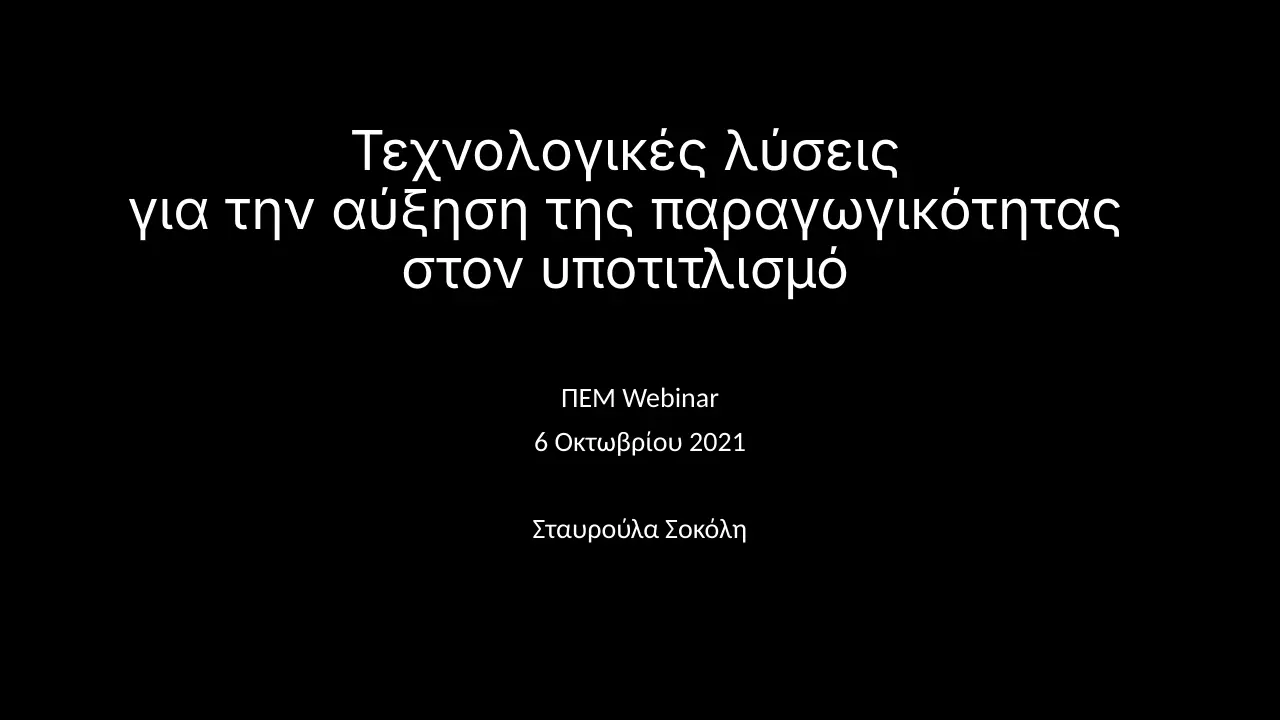 Τεχνολογικές λύσεις
για την αύξηση της παραγωγικότητας
στον υποτιτλισμό
ΠΕΜ Webinar
6 Οκτωβρίου 2021
Σταυρούλα Σοκόλη